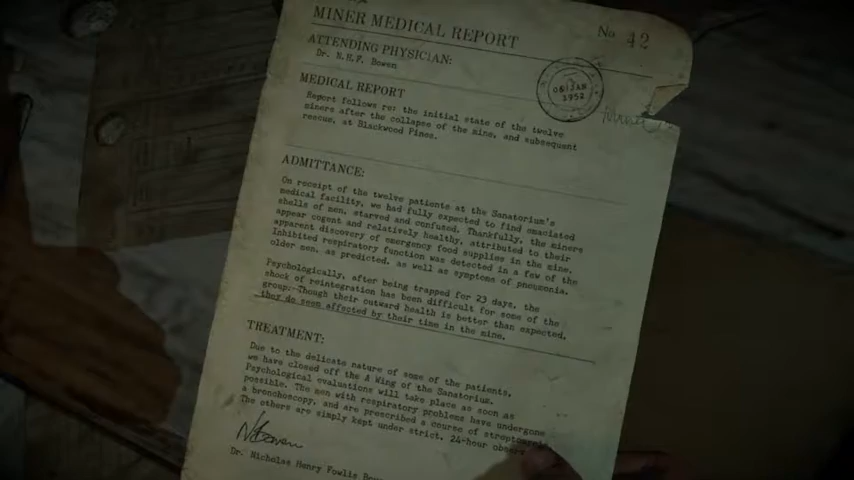 MINER MEDICAL REPORT
No 42
ATTENDING PHYSICIAN:
Dr. N.H.F. Bowen
06 JAN
1952
MEDICAL REPORT
Report follows re: the initial state of the twelve
miners after the collapse of the mine, and subsequent
rescue, at Blackwood Pines.
ADMITTANCE:
On receipt of the twelve patients at the Sanatorium's
medical facility, we had fully expected to find emaciated
shells of men, starved and confused. Thankfully, the miners
appear cogent and relatively healthy, attributed to their
apparent discovery of emergency food supplies in the mine.
Inhibited respiratory function was detected in a few of the
older men, as predicted, as well as symptoms of pneumonia.
Psychologically, after being trapped for 23 days, the
shock of reintegration has been difficult for some of the
group. Though their outward health is better than expected,
they do seem affected by their time in the mine.
TREATMENT:
Due to the delicate nature of some of the patients,
we have closed off the A Wing of the Sanatorium.
Psychological evaluations will take place as soon as
possible. The men with respiratory problems have undergone
a bronchoscopy, and are prescribed a course of
The others are simply kept under strict, 24-hour
Dr. Nicholas Henry Fowlis